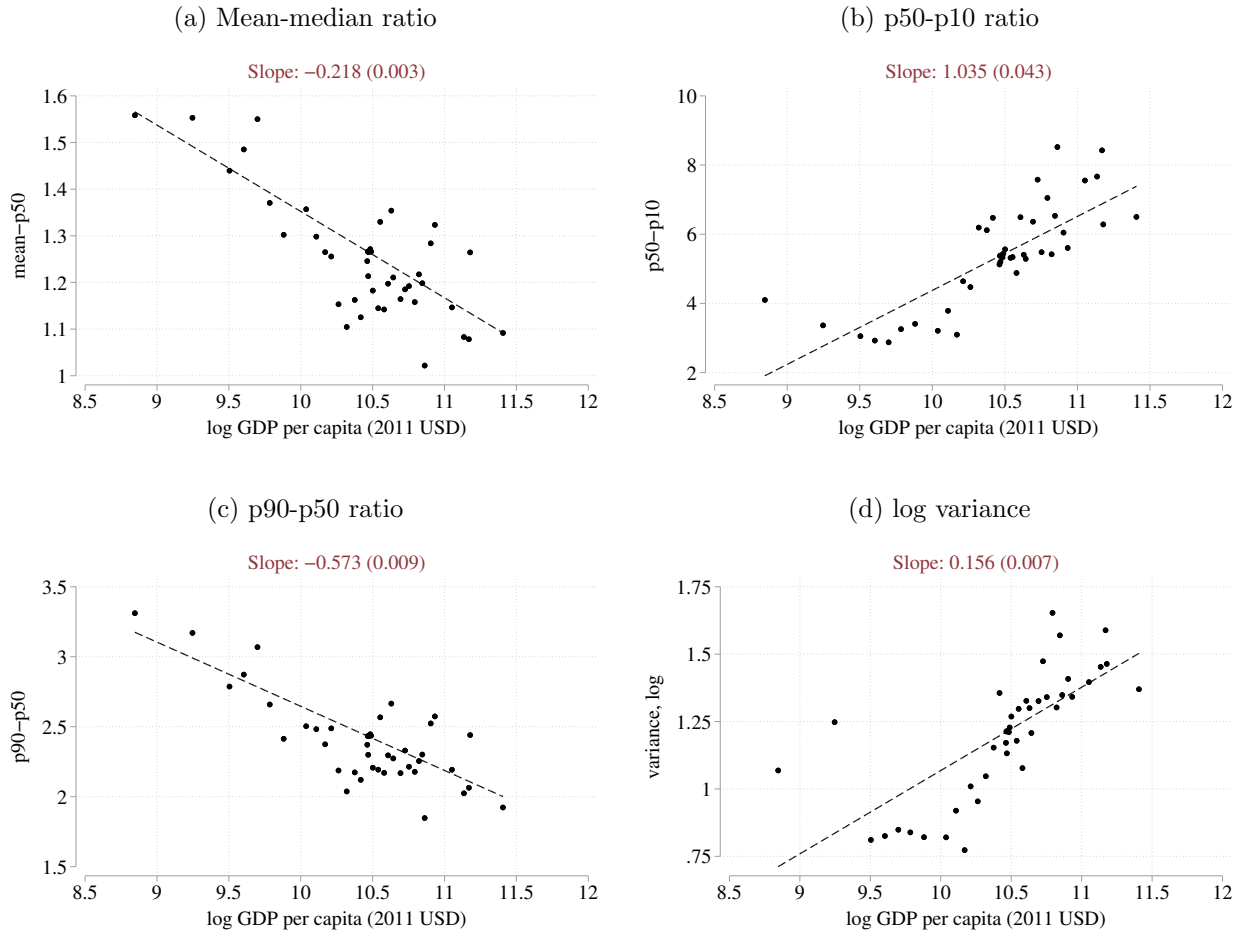 (a) Mean-median ratio
Slope: −0.218 (0.003)
mean−p50
1.6
1.5
1.4
1.3
1.2
1.1
1
8.5 9 9.5 10 10.5 11 11.5 12
log GDP per capita (2011 USD)
(b) p50-p10 ratio
Slope: 1.035 (0.043)
p50−p10
10
8
6
4
2
8.5 9 9.5 10 10.5 11 11.5 12
log GDP per capita (2011 USD)
(c) p90-p50 ratio
Slope: −0.573 (0.009)
p90−p50
3.5
3
2.5
2
1.5
8.5 9 9.5 10 10.5 11 11.5 12
log GDP per capita (2011 USD)
(d) log variance
Slope: 0.156 (0.007)
variance, log
1.75
1.5
1.25
1
.75
8.5 9 9.5 10 10.5 11 11.5 12
log GDP per capita (2011 USD)